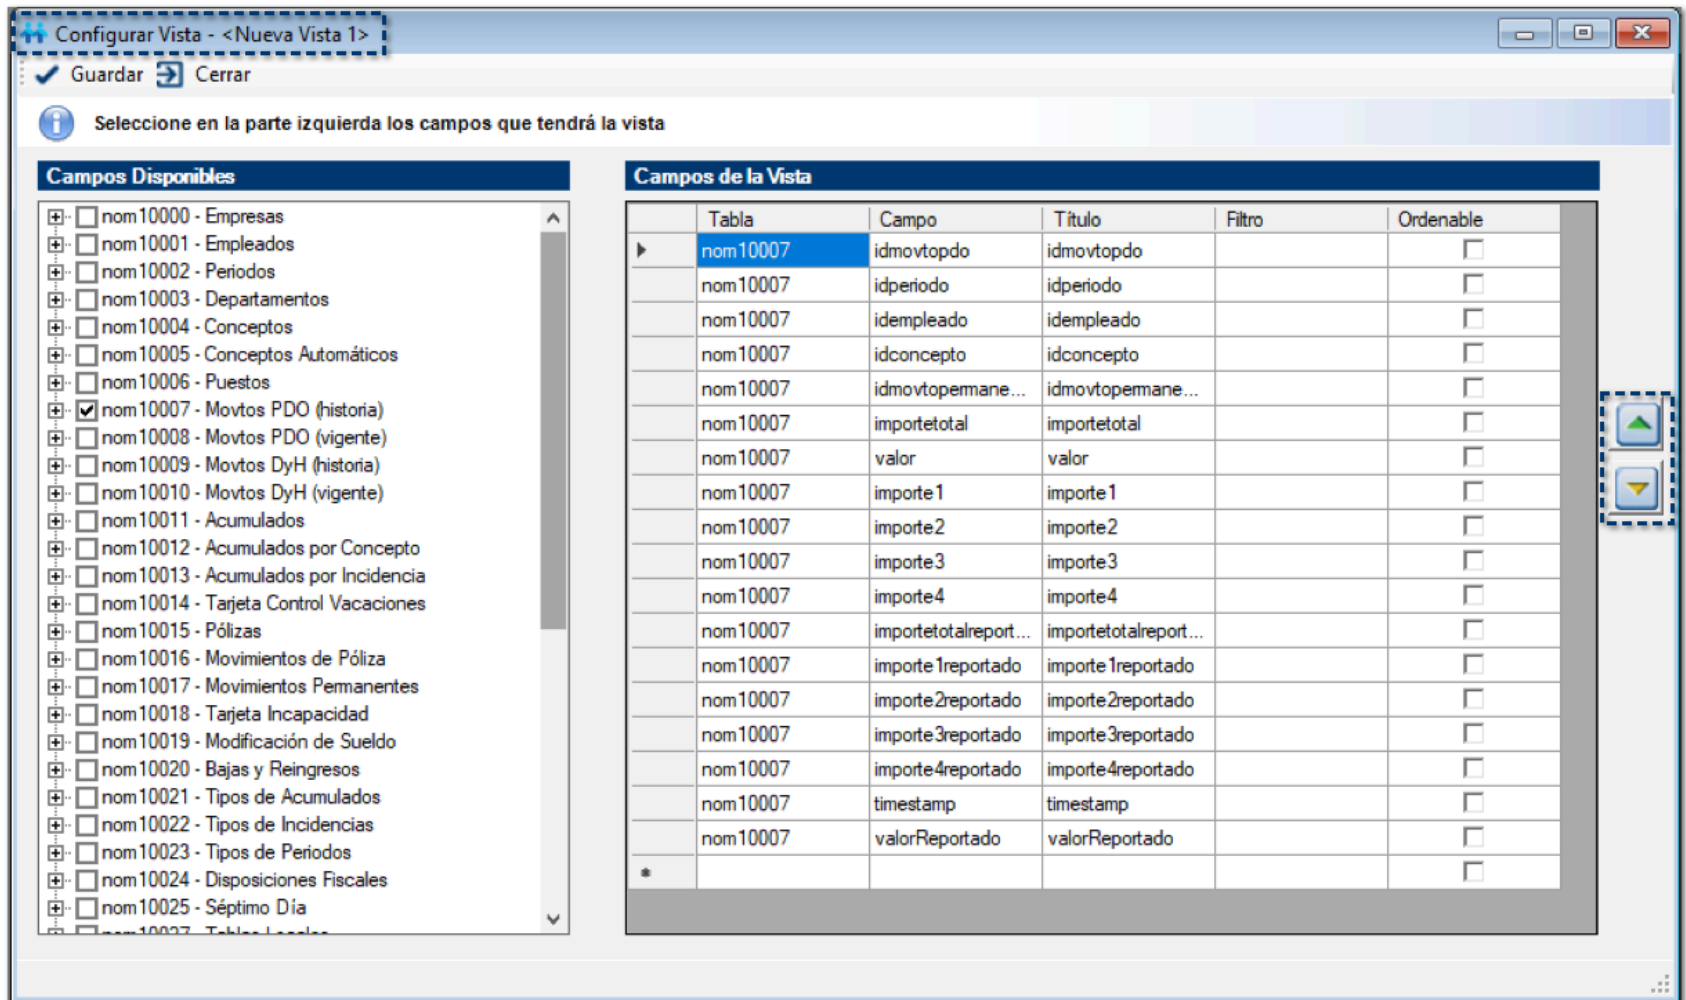 Configurar Vista - <Nueva Vista 1>
Guardar Cerrar
Seleccione en la parte izquierda los campos que tendrá la vista
Campos Disponibles
nom10000 - Empresas
nom10001 - Empleados
nom10002 - Periodos
nom10003 - Departamentos
nom10004 - Conceptos
nom10005 - Conceptos Automáticos
nom10006 - Puestos
nom10007 - Movtos PDO (historia)
nom10008 - Movtos PDO (vigente)
nom10009 - Movtos DyH (historia)
nom10010 - Movtos DyH (vigente)
nom10011 - Acumulados
nom10012 - Acumulados por Concepto
nom10013 - Acumulados por Incidencia
nom10014 - Tarjeta Control Vacaciones
nom10015 - Pólizas
nom10016 - Movimientos de Póliza
nom10017 - Movimientos Permanentes
nom10018 - Tarjeta Incapacidad
nom10019 - Modificación de Sueldo
nom10020 - Bajas y Reingresos
nom10021 - Tipos de Acumulados
nom10022 - Tipos de Incidencias
nom10023 - Tipos de Periodos
nom10024 - Disposiciones Fiscales
nom10025 - Séptimo Día
nom10027 - Tablas Locales
Campos de la Vista
Tabla Campo Título Filtro Ordenable
nom10007 idmovtopdo idmovtopdo
nom10007 idperiodo idperiodo
nom10007 idempleado idempleado
nom10007 idconcepto idconcepto
nom10007 idmovtopermane... idmovtopermane...
nom10007 importetotal importetotal
nom10007 valor valor
nom10007 importe1 importe1
nom10007 importe2 importe2
nom10007 importe3 importe3
nom10007 importe4 importe4
nom10007 importetotalreport... importetotalreport...
nom10007 importe1reportado importe1reportado
nom10007 importe2reportado importe2reportado
nom10007 importe3reportado importe3reportado
nom10007 importe4reportado importe4reportado
nom10007 timestamp timestamp
nom10007 valorReportado valorReportado